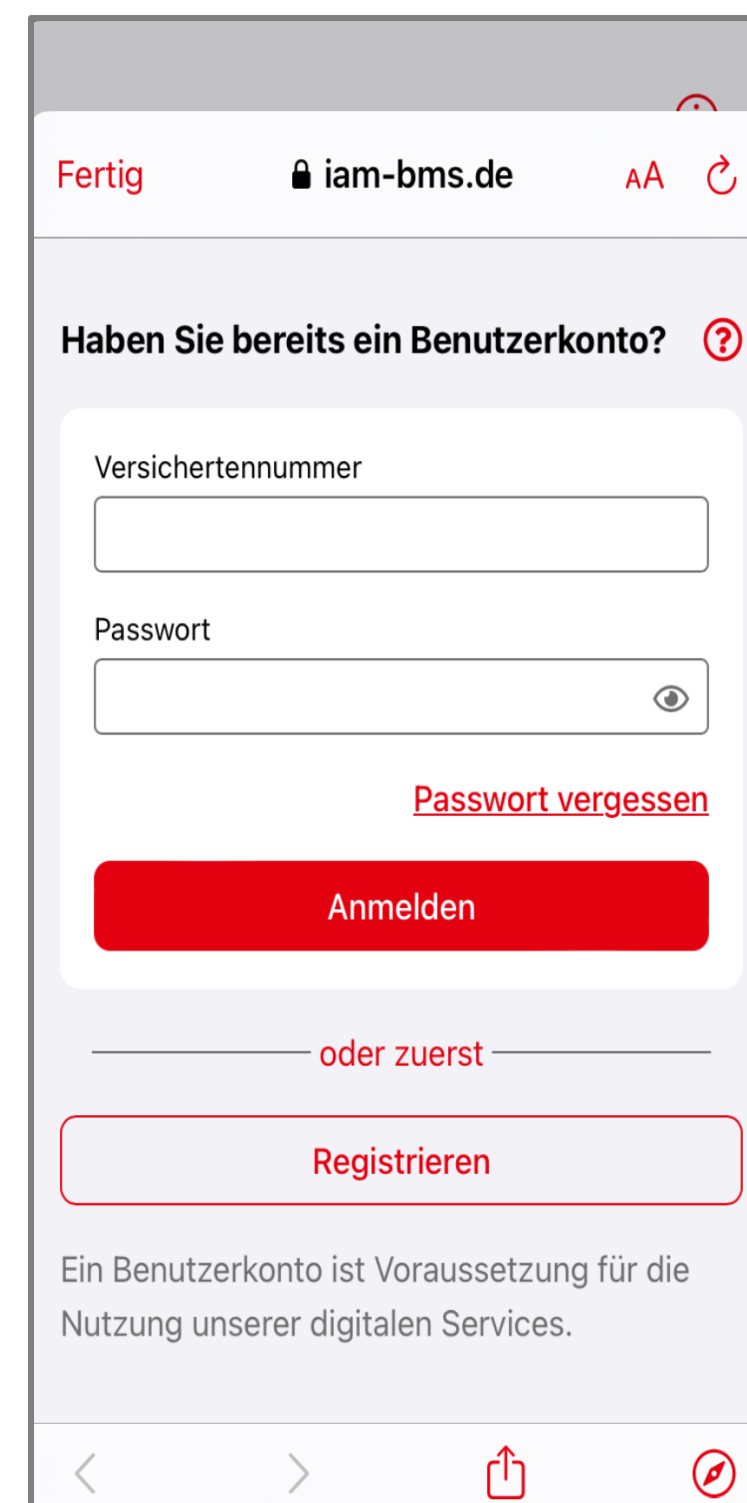 Fertig
iam-bms.de
AA
Haben Sie bereits ein Benutzerkonto?
Versichertennummer
Passwort
Passwort vergessen
Anmelden
oder zuerst
Registrieren
Ein Benutzerkonto ist Voraussetzung für die
Nutzung unserer digitalen Services.